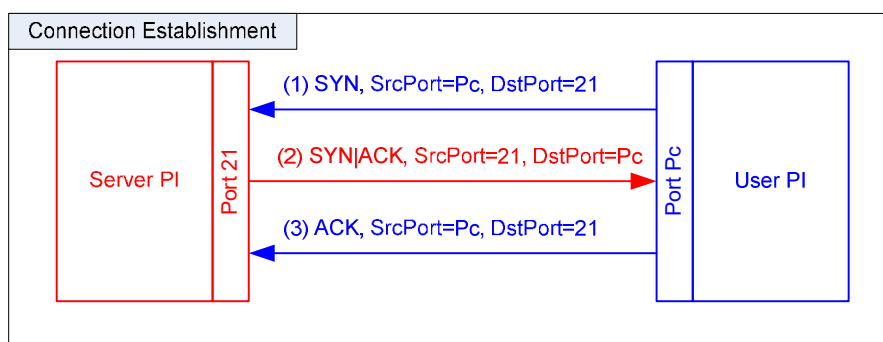 Connection Establishment
(1) SYN, SrcPort=Pc, DstPort=21
(2) SYN|ACK, SrcPort=21, DstPort=Pc
Server PI
Port 21
Port Pc
User PI
(3) ACK, SrcPort=Pc, DstPort=21